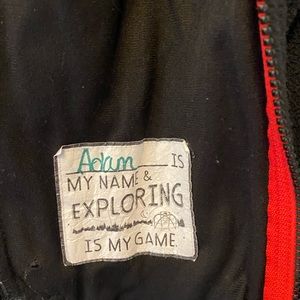 Adam IS
MY NAME &
EXPLORING
IS MY GAME.